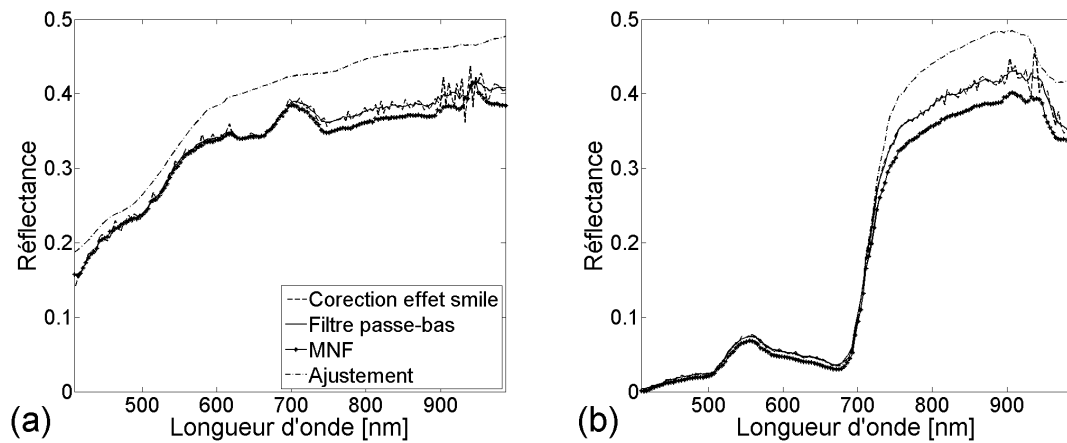 0.5
0.4
0.3
0.2
0.1
0
Réflectance
500 600 700 800 900
Longueur d'onde [nm]
(a)
Corection effet smile
Filtre passe-bas
MNF
Ajustement
0.5
0.4
0.3
0.2
0.1
0
Réflectance
500 600 700 800 900
Longueur d'onde [nm]
(b)